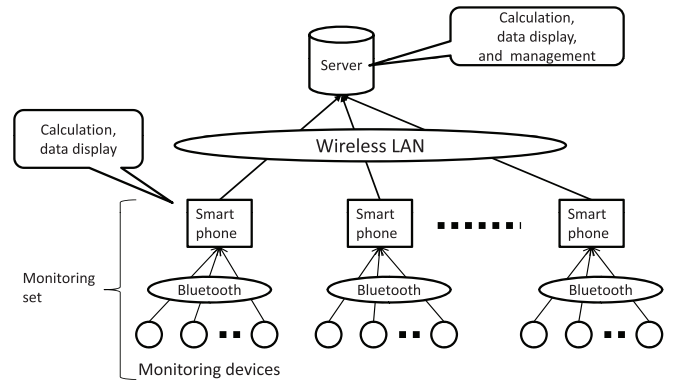 Calculation,
data display,
and management
Server
Calculation,
data display
Wireless LAN
Smart
phone
Smart
phone
Smart
phone
Monitoring
set
Bluetooth
Bluetooth
Bluetooth
Monitoring devices